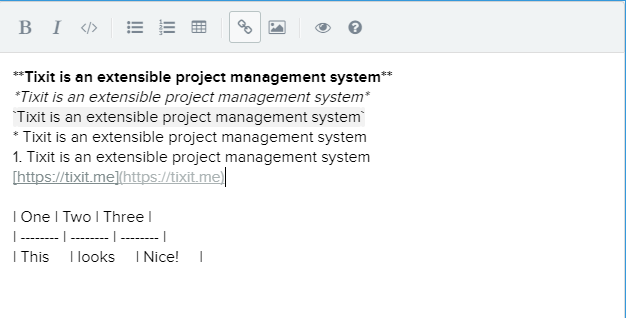 B I </>
**Tixit is an extensible project management system**
*Tixit is an extensible project management system*
`Tixit is an extensible project management system`
* Tixit is an extensible project management system
1. Tixit is an extensible project management system
[https://tixit.me](https://tixit.me)
| One | Two | Three |
| -------- | -------- | -------- |
| This | looks | Nice! |